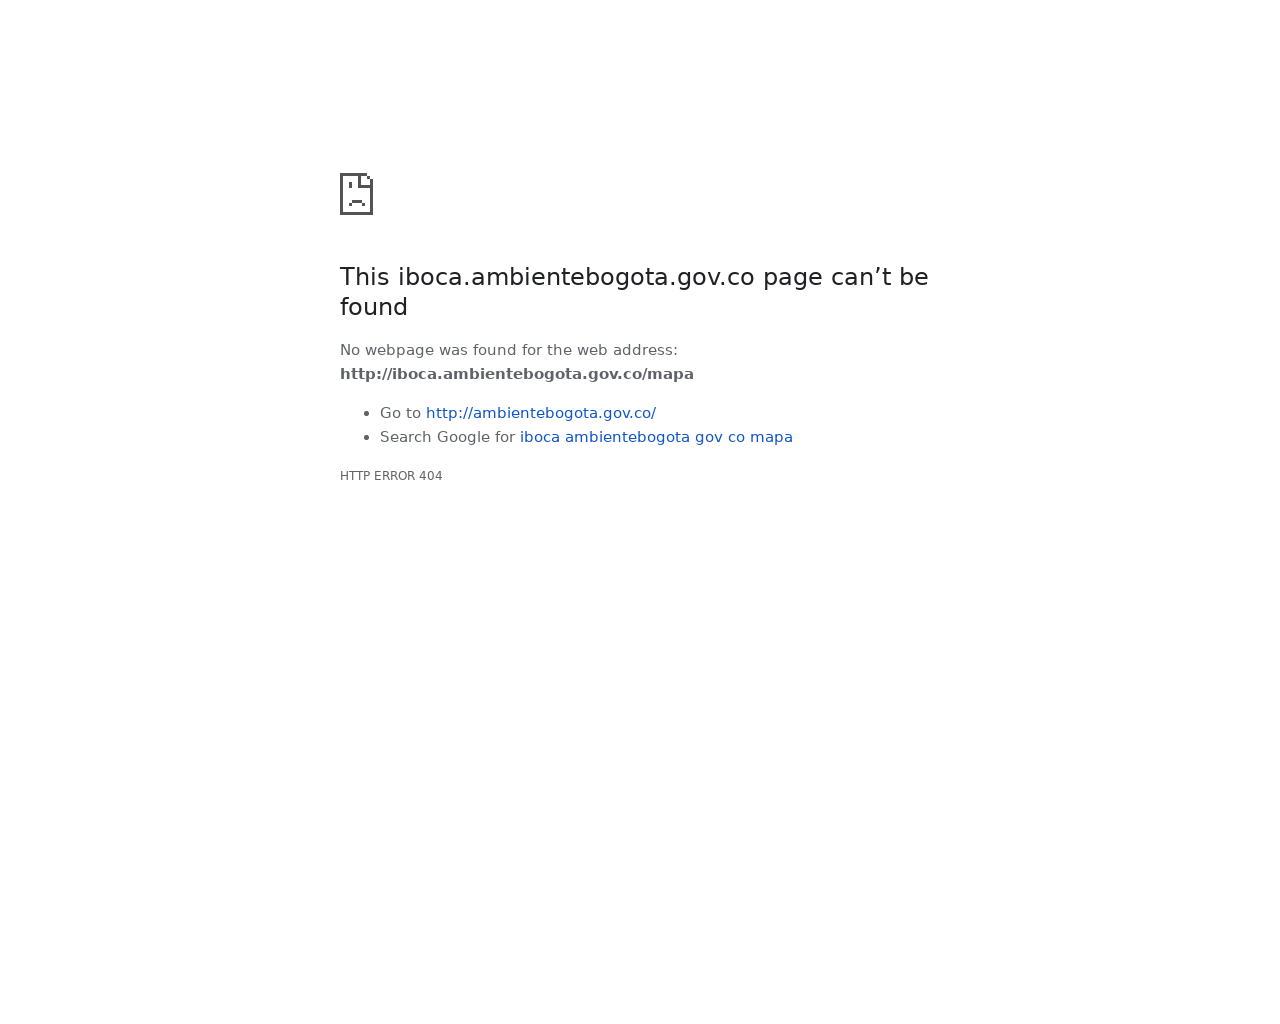 This iboca.ambientebogota.gov.co page can’t be
found
No webpage was found for the web address:
http://iboca.ambientebogota.gov.co/mapa
Go to http://ambientebogota.gov.co/
Search Google for iboca ambientebogota gov co mapa
HTTP ERROR 404